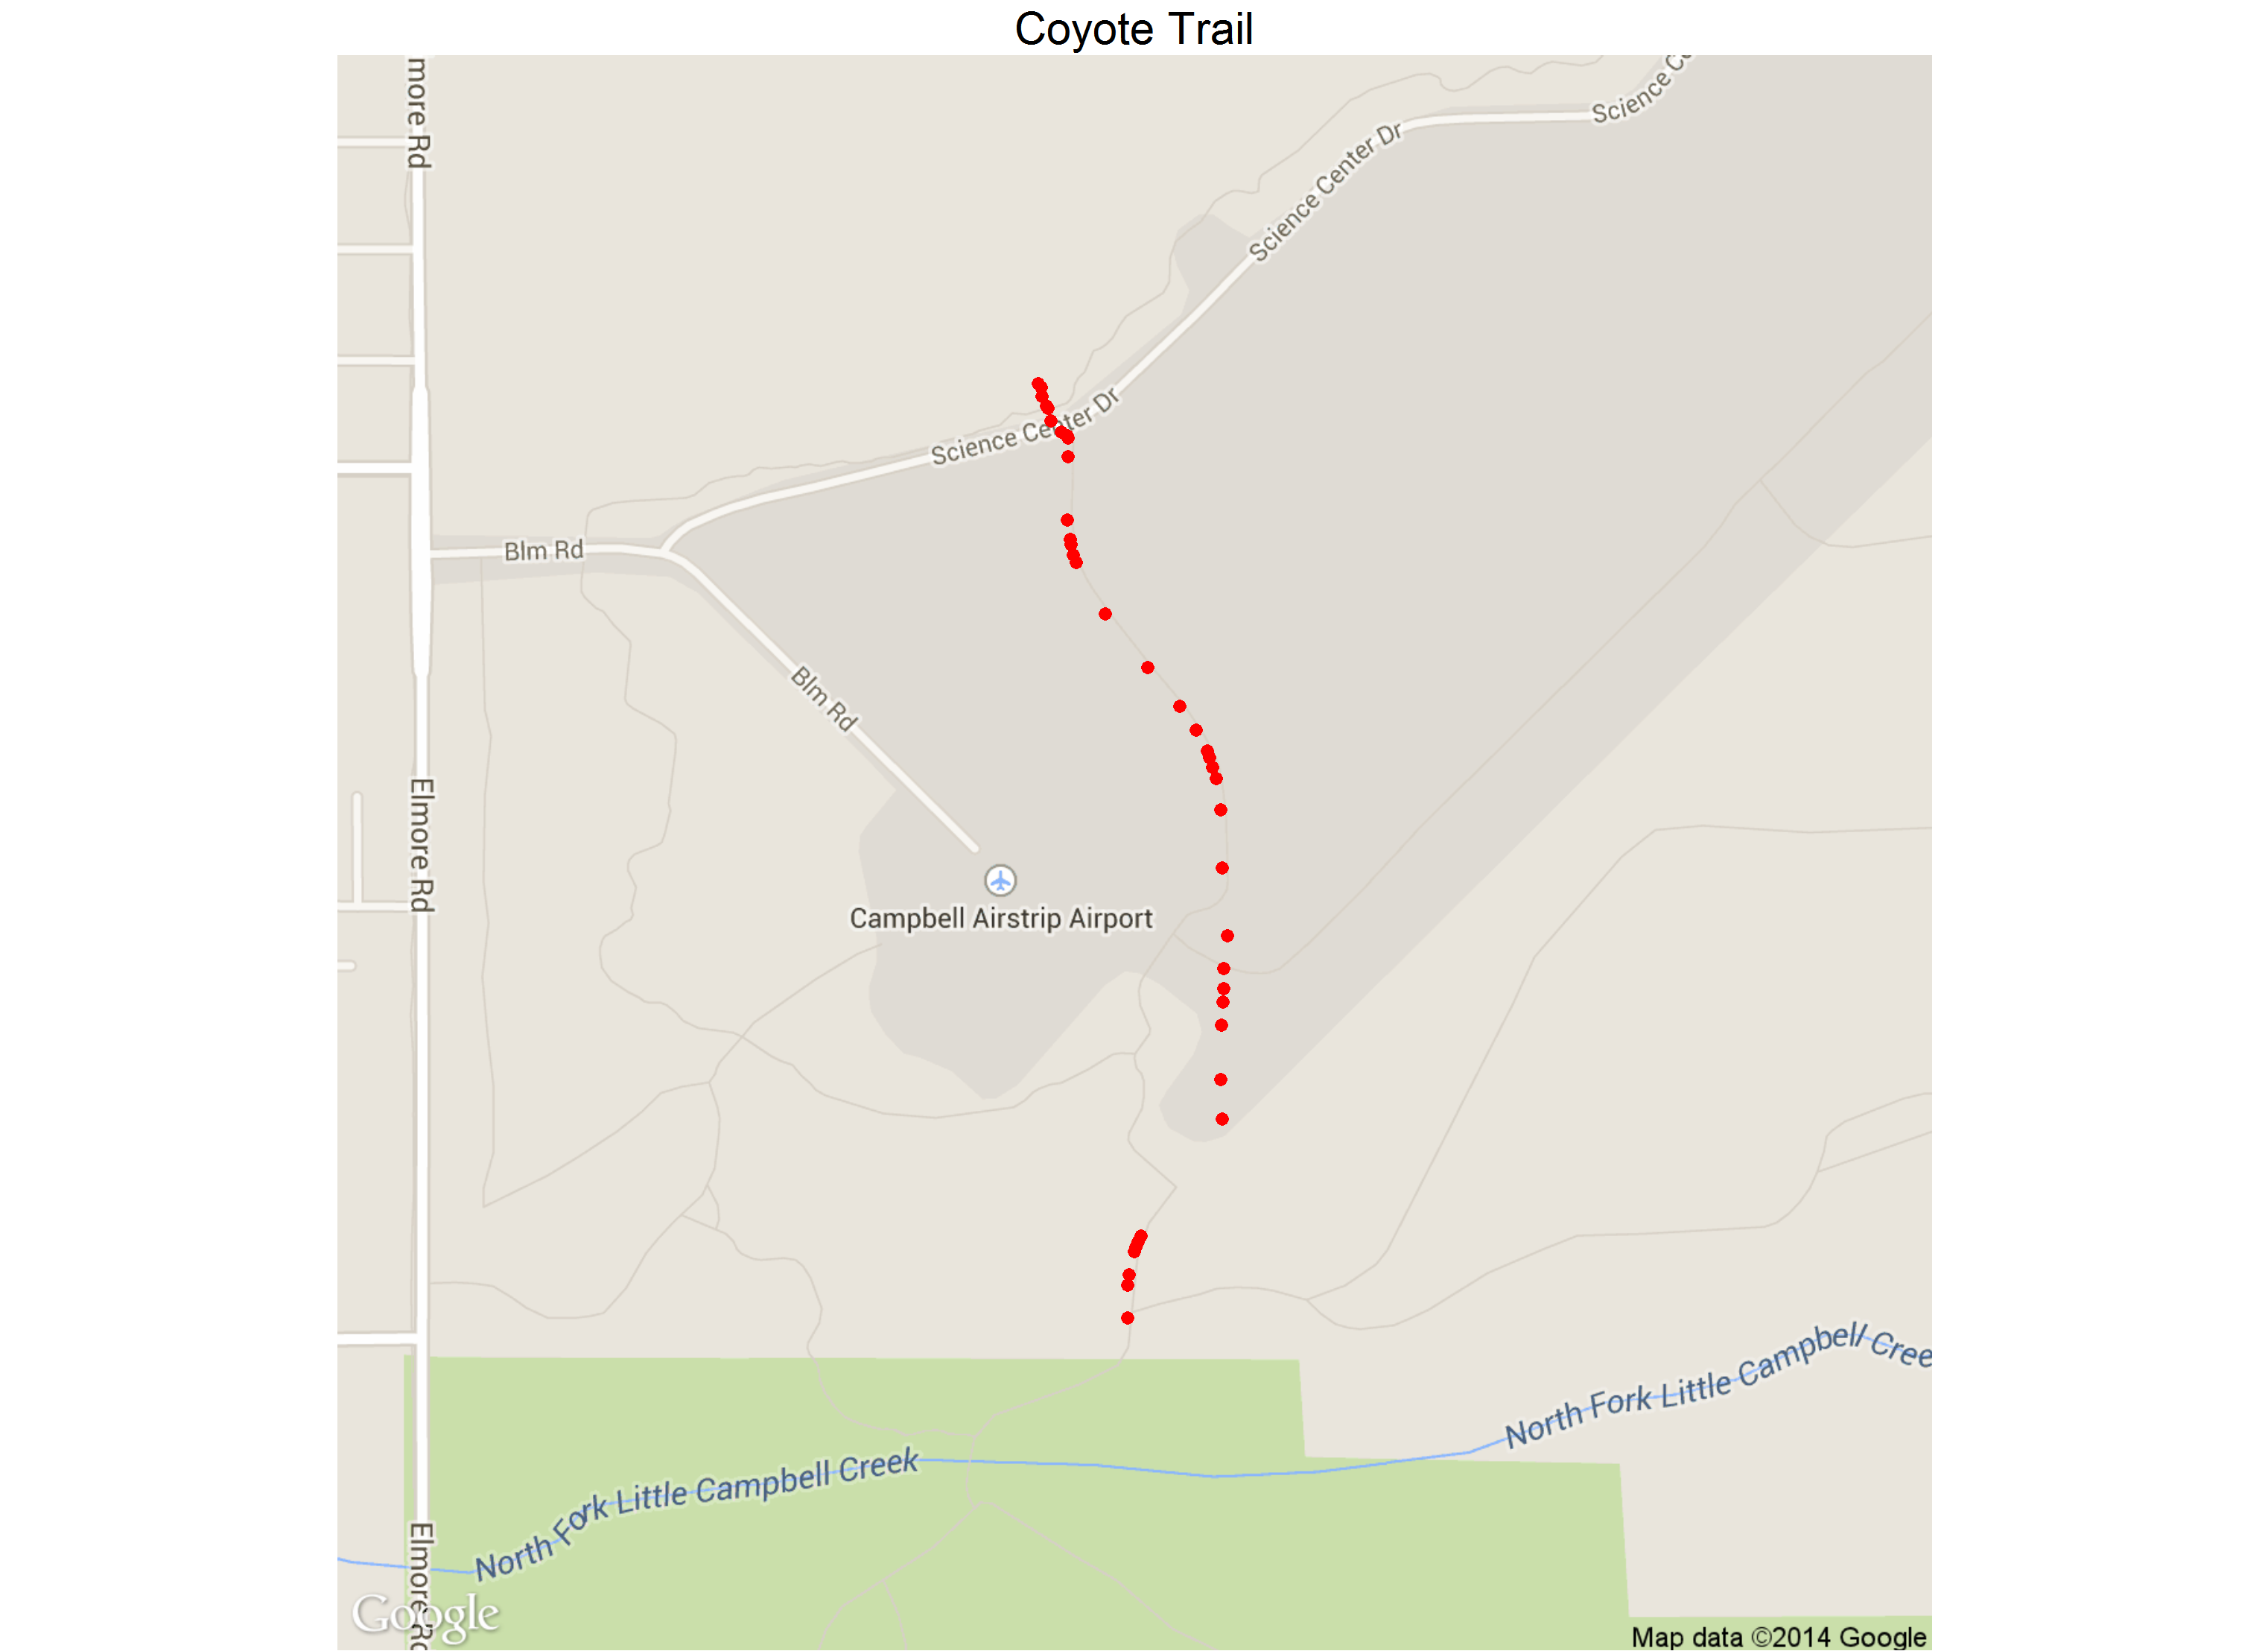 Coyote Trail
more Rd
Science Ce
Science Center Dr
Science Center Dr
Blm Rd
Blm Rd
Elmore Rd
Campbell Airstrip Airport
North Fork Little Campbell Cree
North Fork Little Campbell Creek
Elmore Rd
Google
Map data ©2014 Google